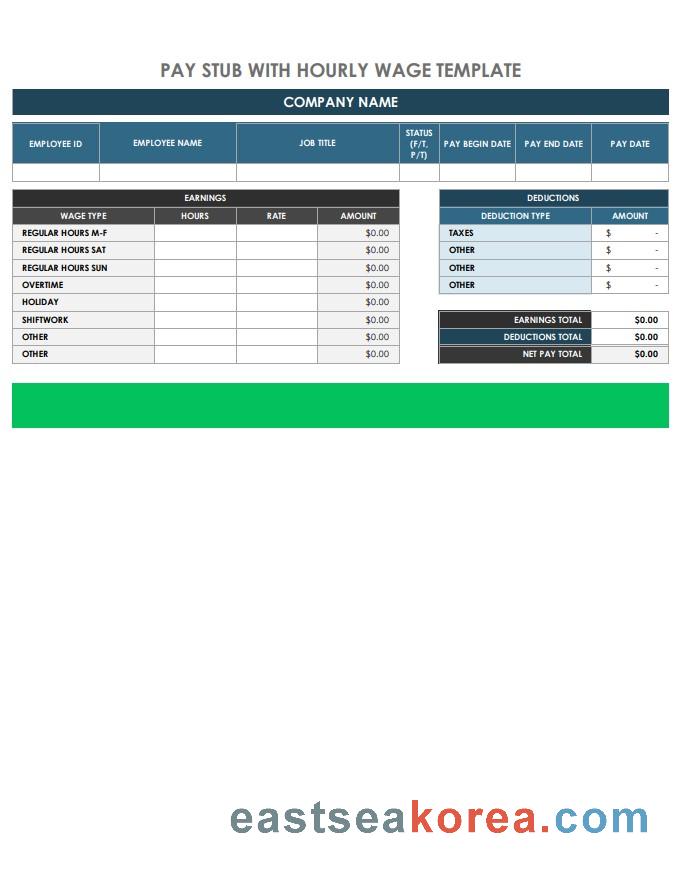 PAY STUB WITH HOURLY WAGE TEMPLATE
COMPANY NAME
EMPLOYEE ID EMPLOYEE NAME JOB TITLE STATUS (F/T, P/T) PAY BEGIN DATE PAY END DATE PAY DATE
EARNINGS
WAGE TYPE HOURS RATE AMOUNT
REGULAR HOURS M-F $0.00
REGULAR HOURS SAT $0.00
REGULAR HOURS SUN $0.00
OVERTIME $0.00
HOLIDAY $0.00
SHIFTWORK $0.00
OTHER $0.00
OTHER $0.00
DEDUCTIONS
DEDUCTION TYPE AMOUNT
TAXES $ -
OTHER $ -
OTHER $ -
OTHER $ -
EARNINGS TOTAL $0.00
DEDUCTIONS TOTAL $0.00
NET PAY TOTAL $0.00
eastseakorea.com